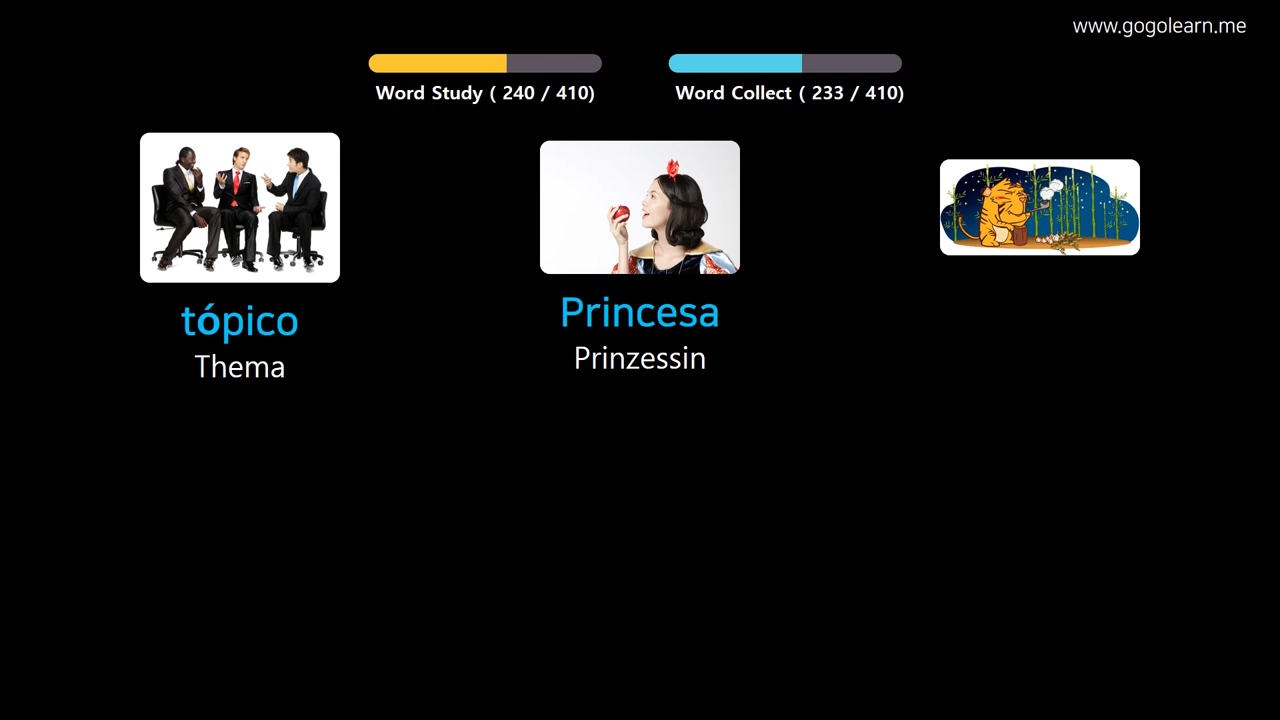 www.gogolearn.me
Word Study ( 240 / 410)
Word Collect ( 233 / 410)
tópico
Thema
Princesa
Prinzessin